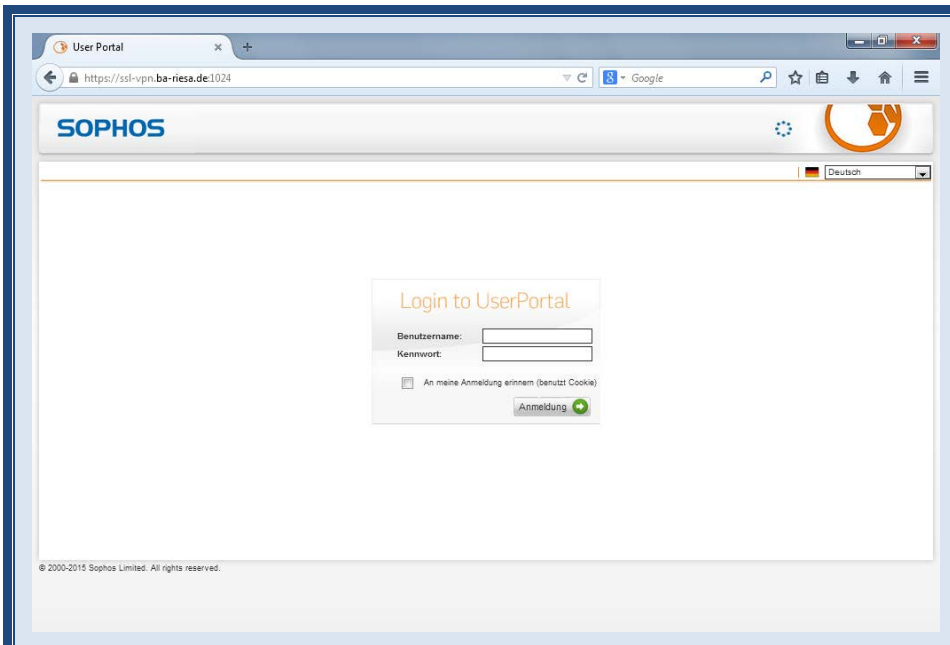 User Portal
https://ssl-vpn.ba-riesa.de:1024
Google
SOPHOS
Deutsch
Login to UserPortal
Benutzername:
Kennwort:
An meine Anmeldung erinnern (benutzt Cookie)
Anmeldung
© 2000-2015 Sophos Limited. All rights reserved.